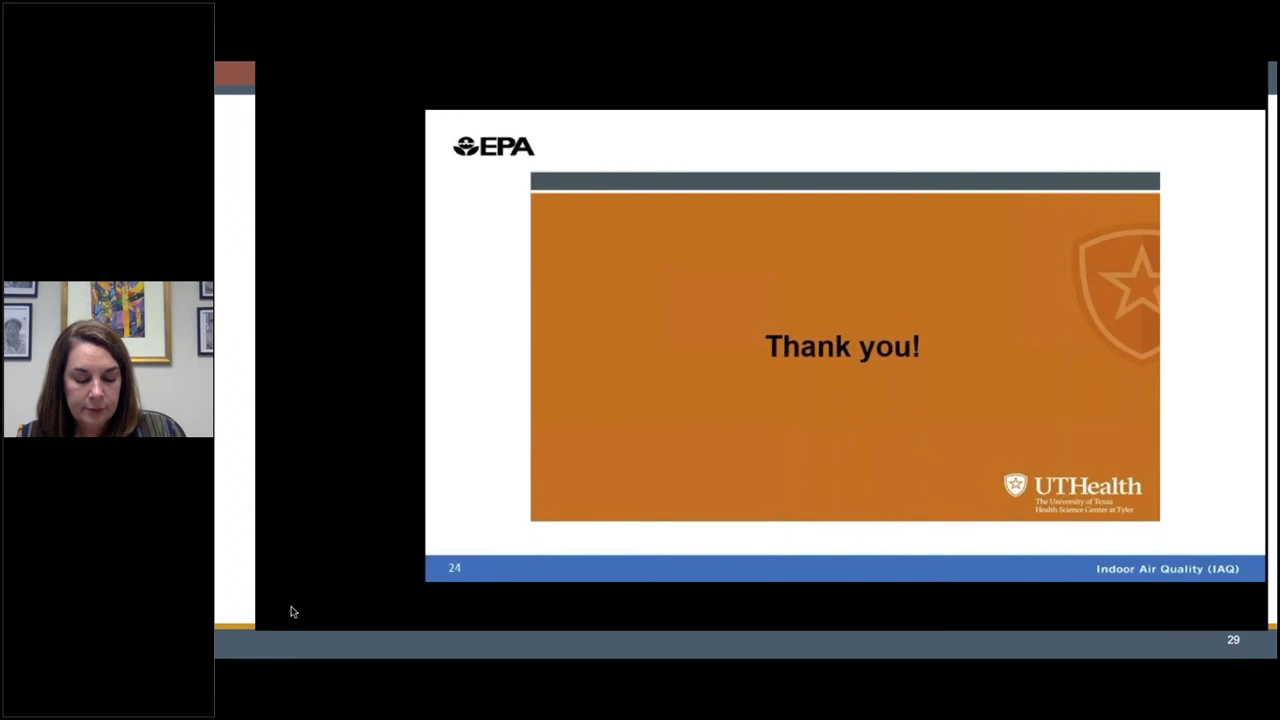 EPA
Thank you!
UTHealth
The University of Texas
Health Science Center at Tyler
24
Indoor Air Quality (IAQ)
29